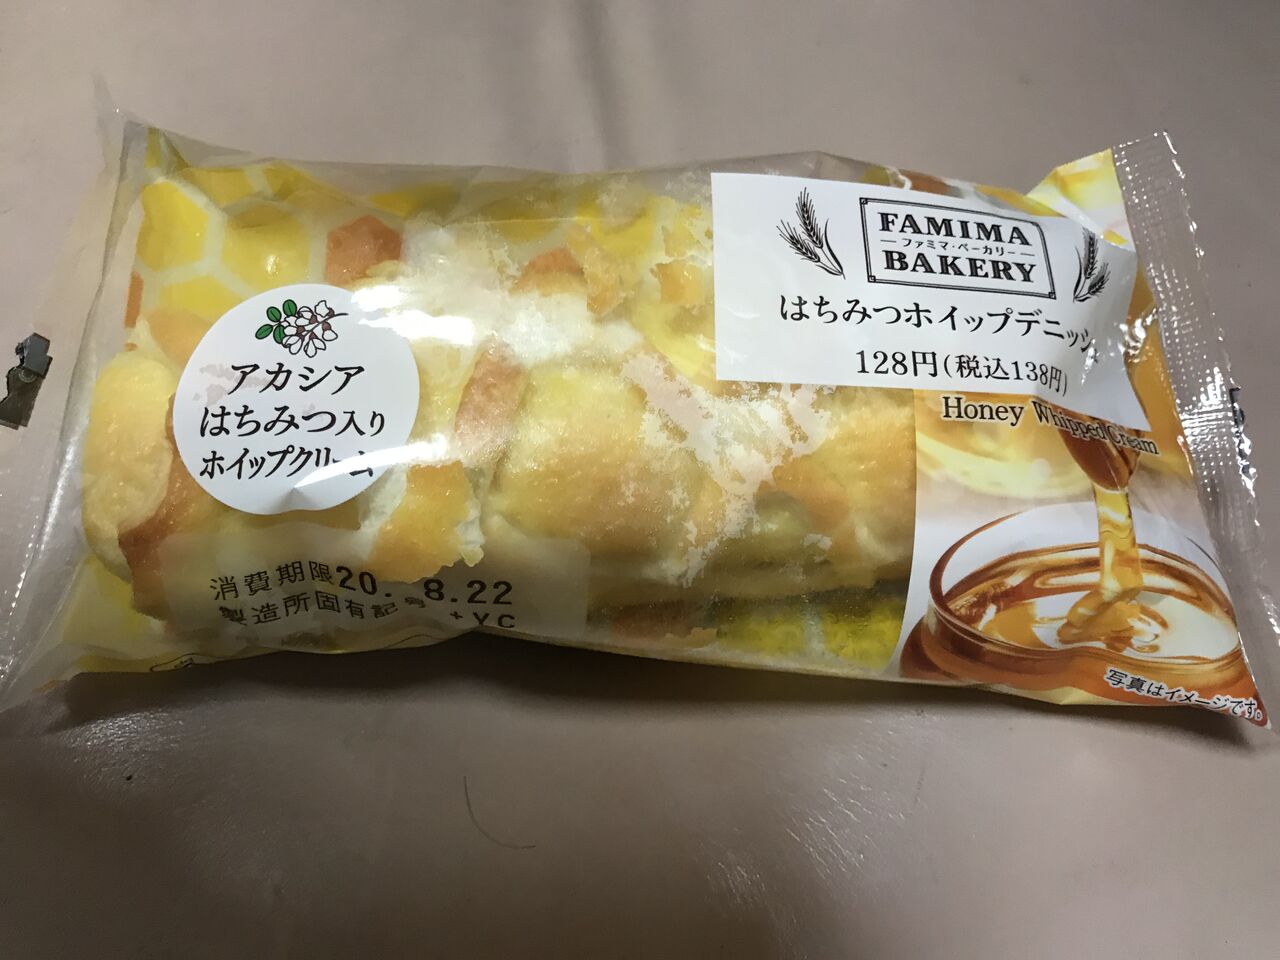 FAMIMA
ファミマ・ベーカリー
BAKERY
はちみつホイップデニッシュ
128円(税込138円)
Honey Whipped Cream
アカシア
はちみつ入り
ホイップクリーム
消費期限20. 8.22
製造所固有記号 +YC
写真はイメージです。